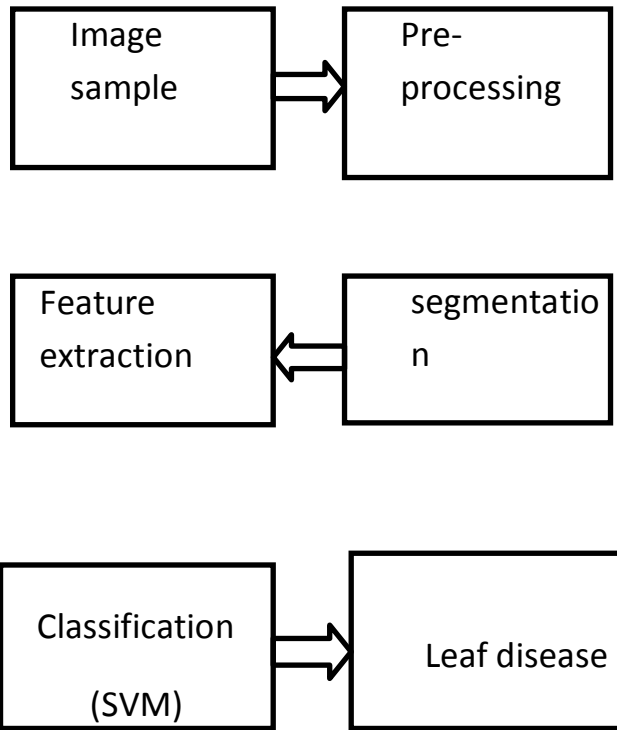 Image
sample
Pre-
processing
Feature
extraction
segmentatio
n
Classification
(SVM)
Leaf disease